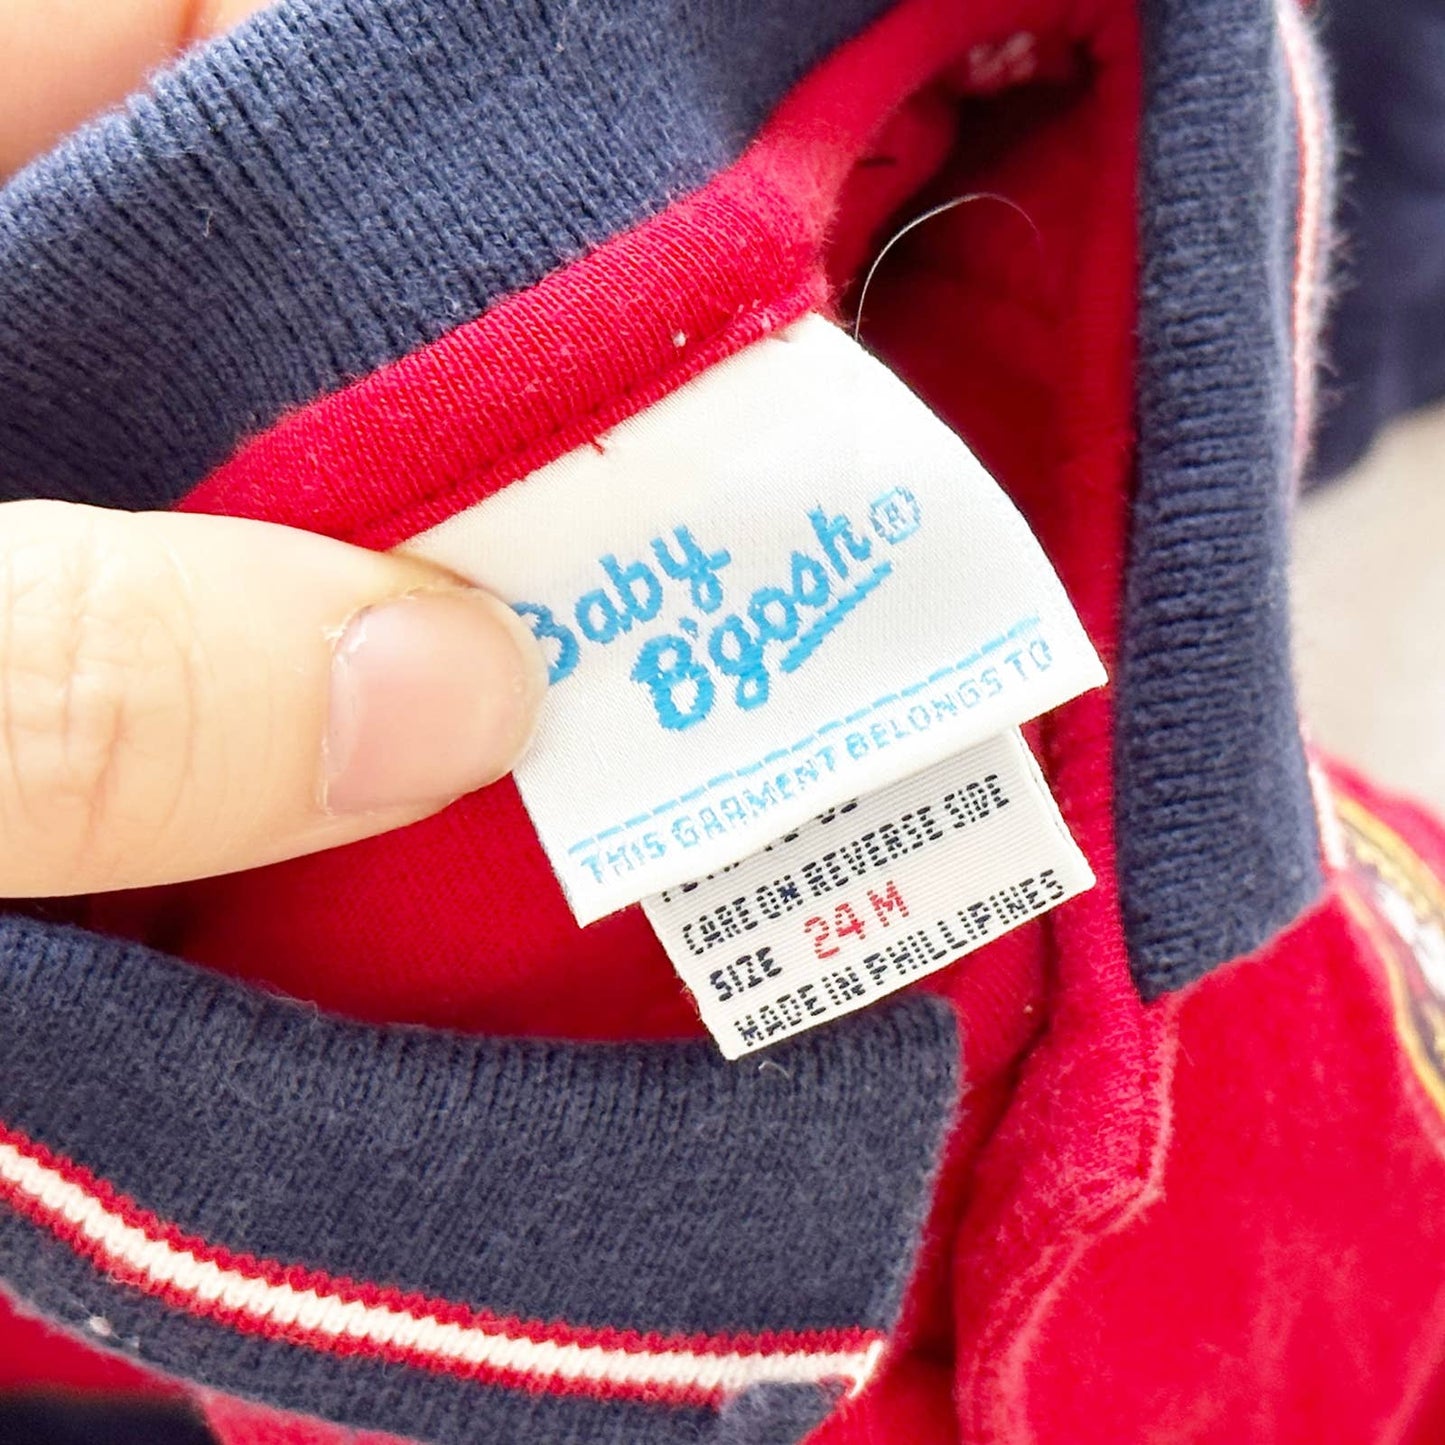 Baby
B'gosh®
THIS GARMENT BELONGS TO
CARE ON REVERSE SIDE
SIZE 24 M
MADE IN PHILLIPINES